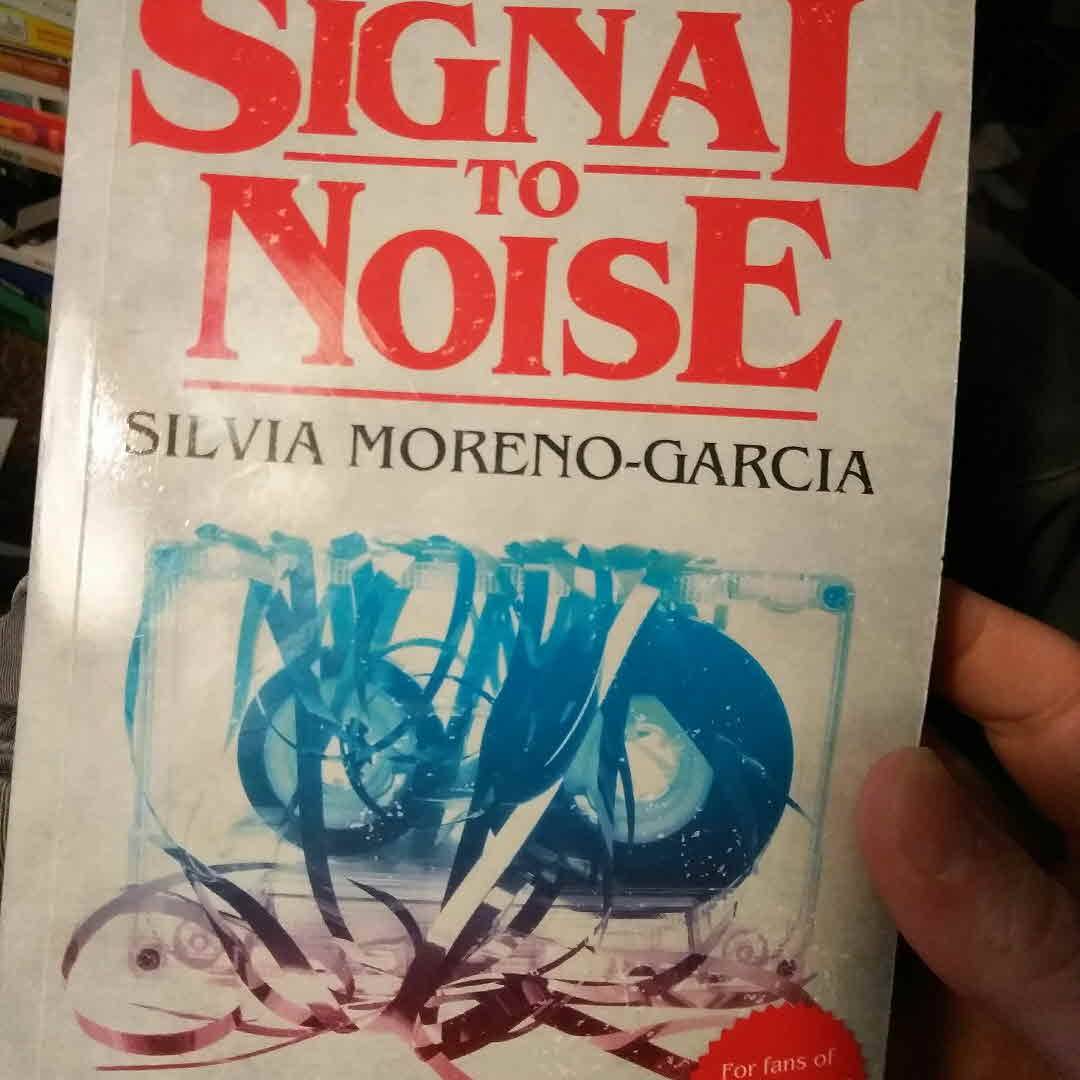 SIGNAL
TO
NOISE
SILVIA MORENO-GARCIA
For fans of